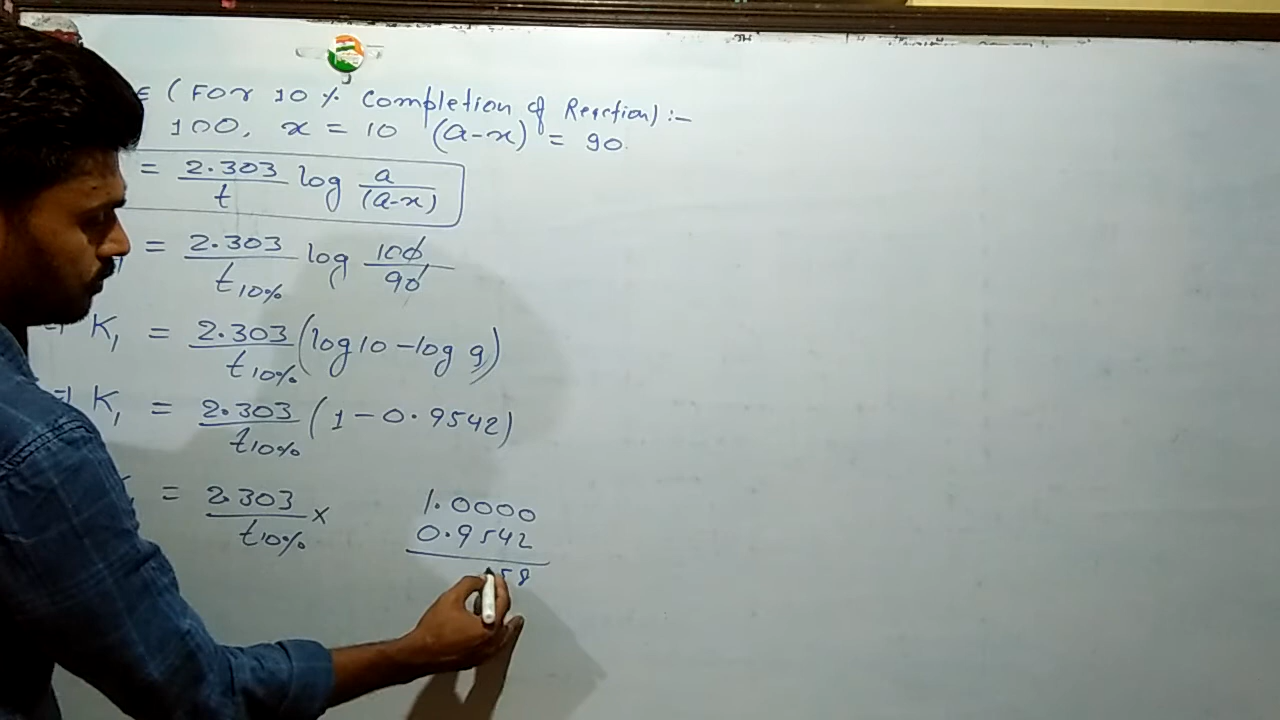 (For 10 % Completion of Reaction) :-
100, x = 10 (a-x) = 90.
= 2.303/t log a/(a-x)
= 2.303/t10% log 100/90
K1 = 2.303/t10% (log 10 - log 9)
K1 = 2.303/t10% (1 - 0.9542)
= 2.303/t10% x
1.0000
0.9542
58